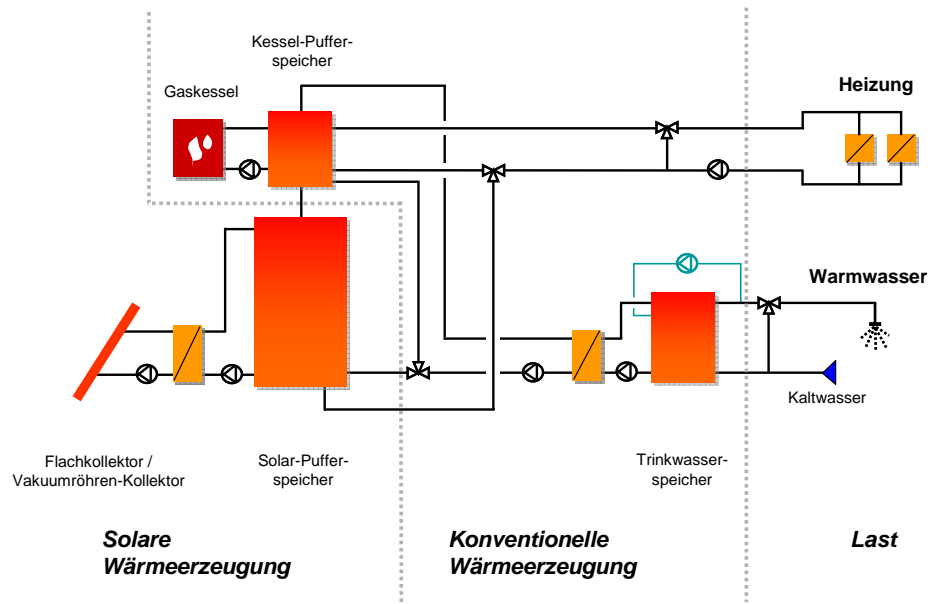 Kessel-Puffer-
speicher
Gaskessel
Heizung
Warmwasser
Kaltwasser
Flachkollektor /
Vakuumröhren-Kollektor
Solar-Puffer-
speicher
Trinkwasser-
speicher
Solare
Wärmeerzeugung
Konventionelle
Wärmeerzeugung
Last